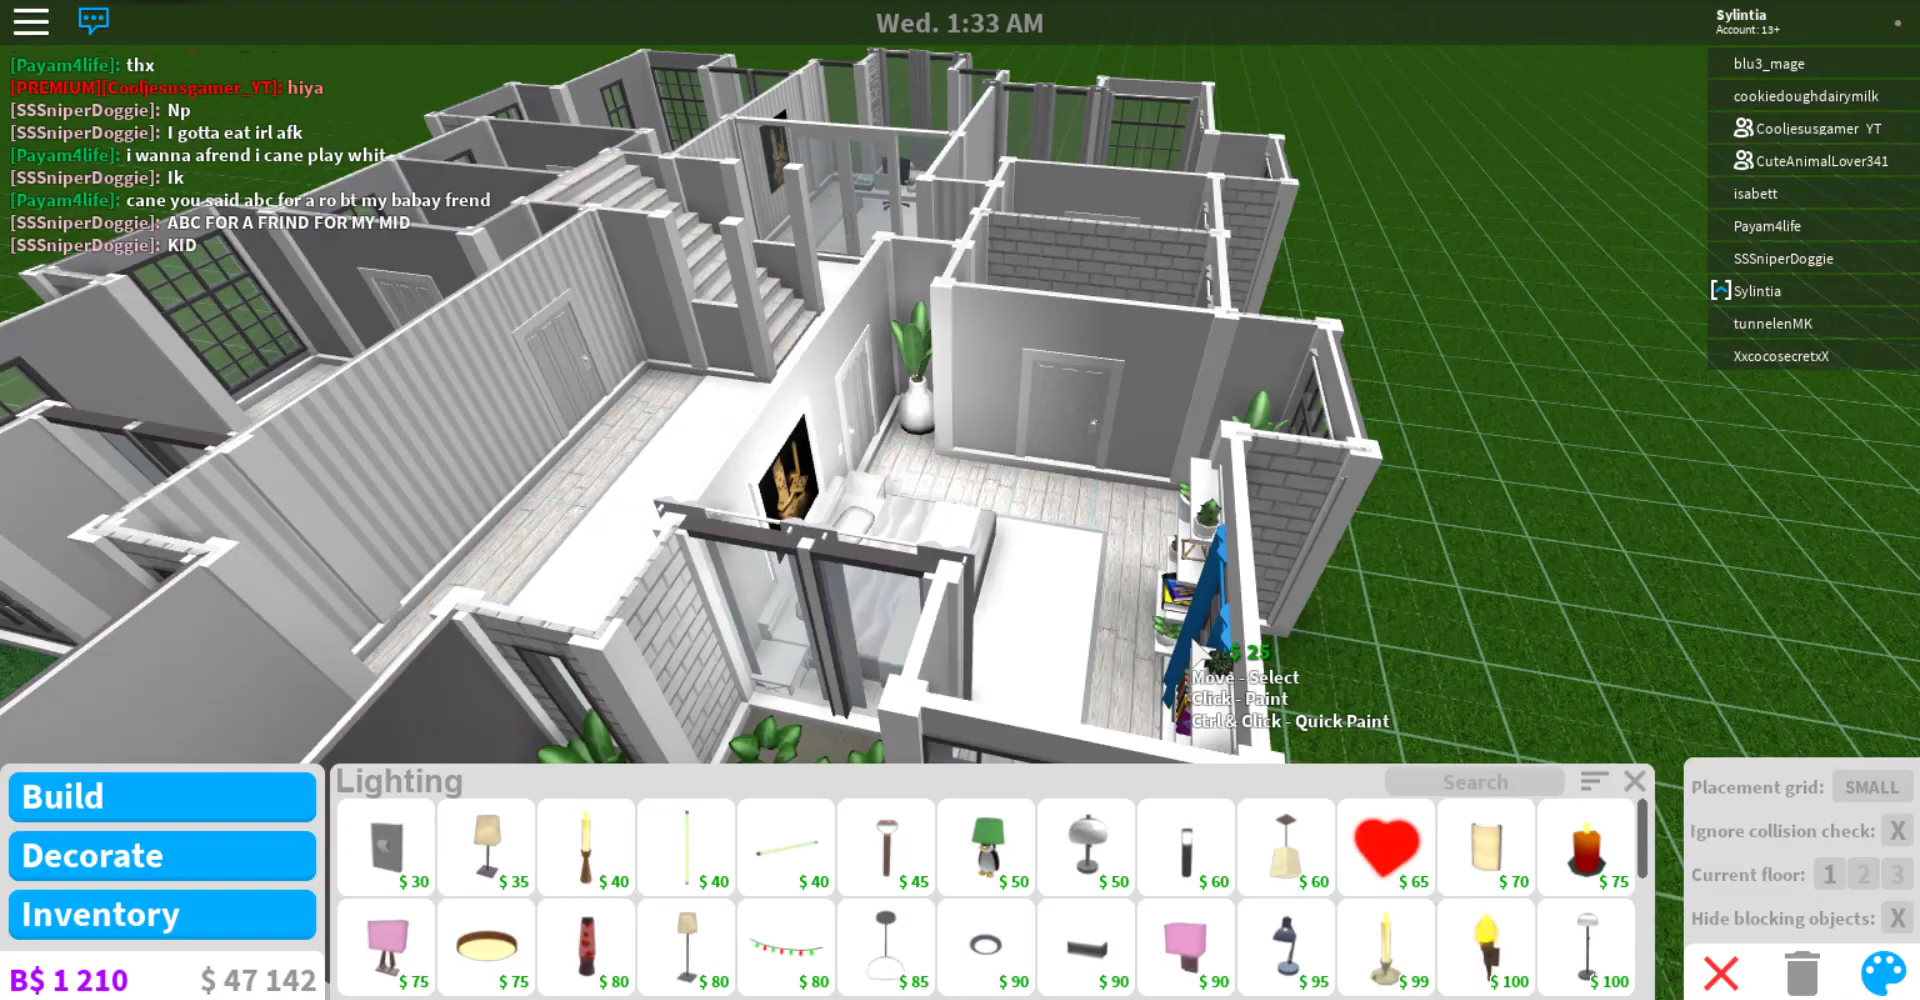 Wed. 1:33 AM
Sylintia
Account: 13+
[Payam4life]: thx
[PREMIUM][Cooljesusgamer_YT]: hiya
[SSSniperDoggie]: Np
[SSSniperDoggie]: I gotta eat irl afk
[Payam4life]: i wanna afrend i cane play whit
[SSSniperDoggie]: Ik
[Payam4life]: cane you said abc for a ro bt my babay frend
[SSSniperDoggie]: ABC FOR A FRIND FOR MY MID
[SSSniperDoggie]: KID
blu3_mage
cookiedoughdairymilk
Cooljesusgamer_YT
CuteAnimalLover341
isabett
Payam4life
SSSniperDoggie
Sylintia
tunnelenMK
XxcocosecretxX
$ 25
Move - Select
Click - Paint
Ctrl & Click - Quick Paint
Build
Decorate
Inventory
B$ 1 210
$ 47 142
Lighting
Search
$ 30
$ 35
$ 40
$ 40
$ 40
$ 45
$ 50
$ 50
$ 60
$ 60
$ 65
$ 70
$ 75
$ 75
$ 75
$ 80
$ 80
$ 80
$ 85
$ 90
$ 90
$ 90
$ 95
$ 99
$ 100
$ 100
Placement grid: SMALL
Ignore collision check: X
Current floor: 1 2 3
Hide blocking objects: X